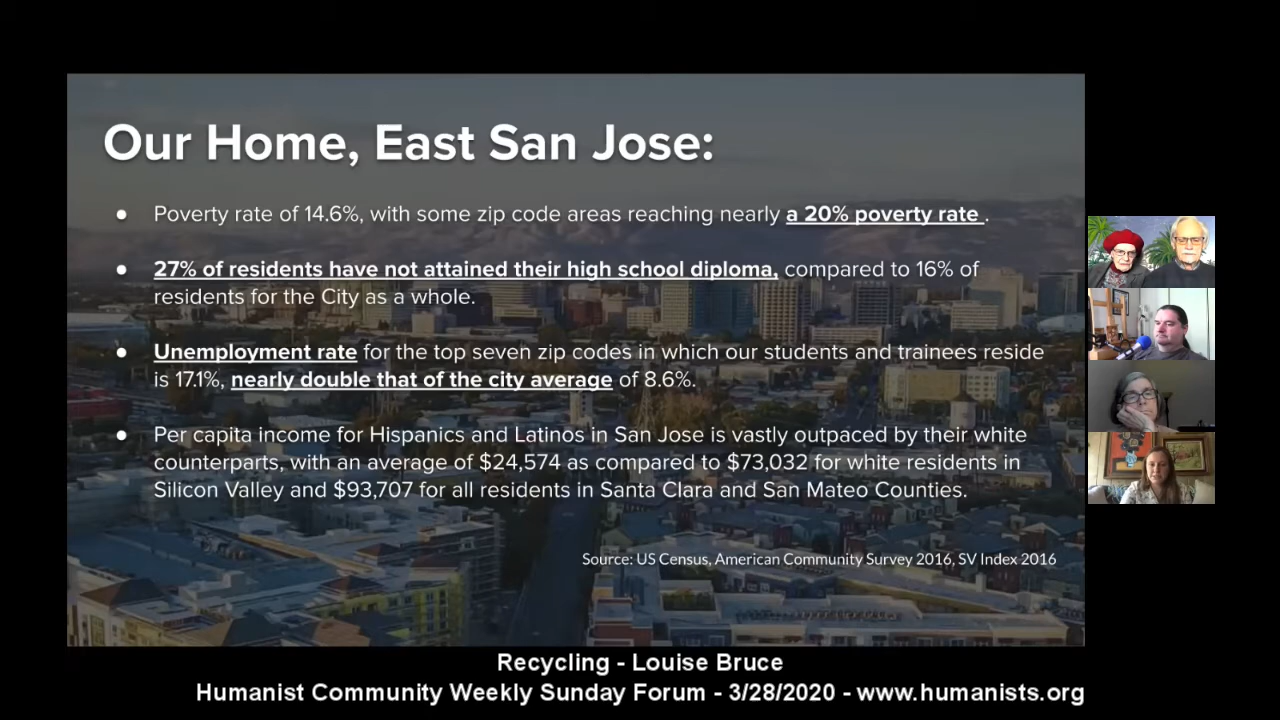 Our Home, East San Jose:
● Poverty rate of 14.6%, with some zip code areas reaching nearly a 20% poverty rate .
● 27% of residents have not attained their high school diploma, compared to 16% of
residents for the City as a whole.
● Unemployment rate for the top seven zip codes in which our students and trainees reside
is 17.1%, nearly double that of the city average of 8.6%.
● Per capita income for Hispanics and Latinos in San Jose is vastly outpaced by their white
counterparts, with an average of $24,574 as compared to $73,032 for white residents in
Silicon Valley and $93,707 for all residents in Santa Clara and San Mateo Counties.
Source: US Census, American Community Survey 2016, SV Index 2016
Recycling - Louise Bruce
Humanist Community Weekly Sunday Forum - 3/28/2020 - www.humanists.org